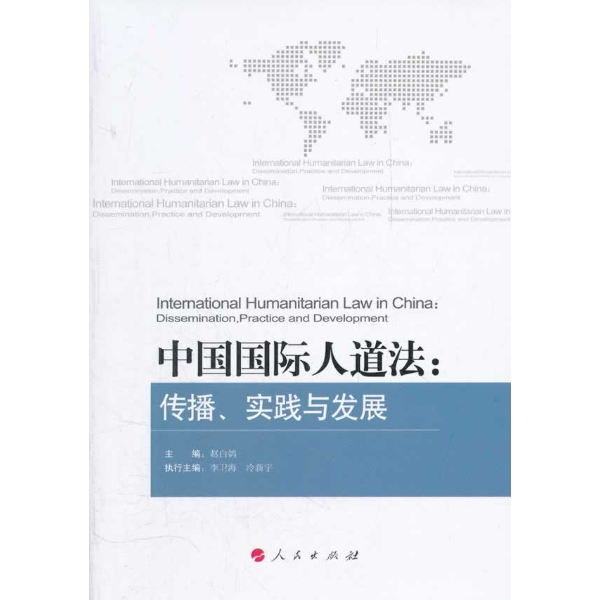 International Humanitarian Law in China:
Dissemination,Practice and Development
International Humanitarian Law in China:
Dissemination,Practice and Development
International Humanitarian Law in China:
Dissemination,Practice and Development
International Humanitarian Law in China:
Dissemination,Practice and Development
International Humanitarian Law in China:
Dissemination,Practice and Development
International Humanitarian Law in China:
Dissemination,Practice and Development
International Humanitarian Law in China:
Dissemination,Practice and Development
中国国际人道法:
传播、实践与发展
主 编:赵白鸽
执行主编:李卫海 冷新宇
人民出版社